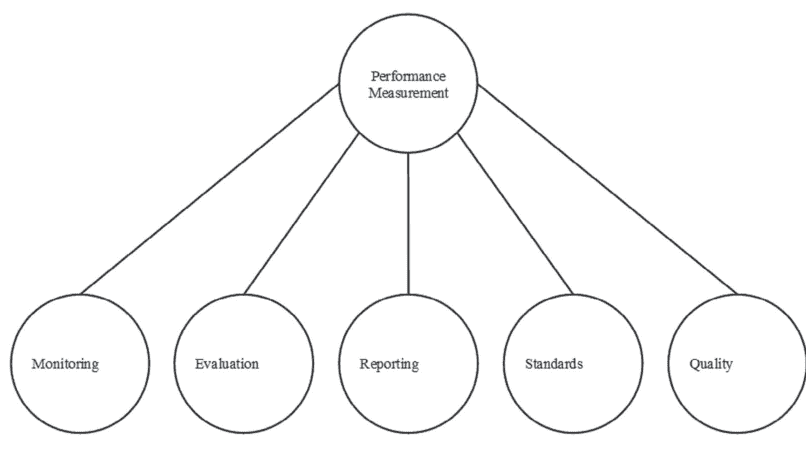 Performance
Measurement
Monitoring
Evaluation
Reporting
Standards
Quality